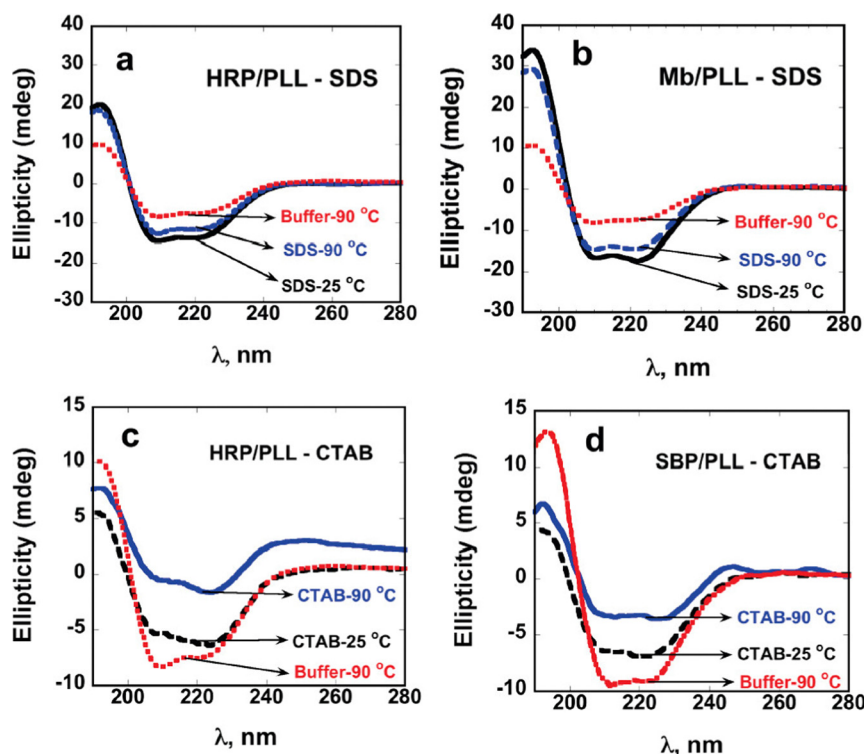 a
HRP/PLL - SDS
Ellipticity (mdeg)
40
30
20
10
0
-10
-20
-30
Buffer-90 °C
SDS-90 °C
SDS-25 °C
200 220 240 260 280
λ, nm
b
Mb/PLL - SDS
Ellipticity (mdeg)
40
30
20
10
0
-10
-20
-30
Buffer-90 °C
SDS-90 °C
SDS-25 °C
200 220 240 260 280
λ, nm
c
HRP/PLL - CTAB
Ellipticity (mdeg)
15
10
5
0
-5
-10
CTAB-90 °C
CTAB-25 °C
Buffer-90 °C
200 220 240 260 280
λ, nm
d
SBP/PLL - CTAB
Ellipticity (mdeg)
15
10
5
0
-5
-10
CTAB-90 °C
CTAB-25 °C
Buffer-90 °C
200 220 240 260 280
λ, nm